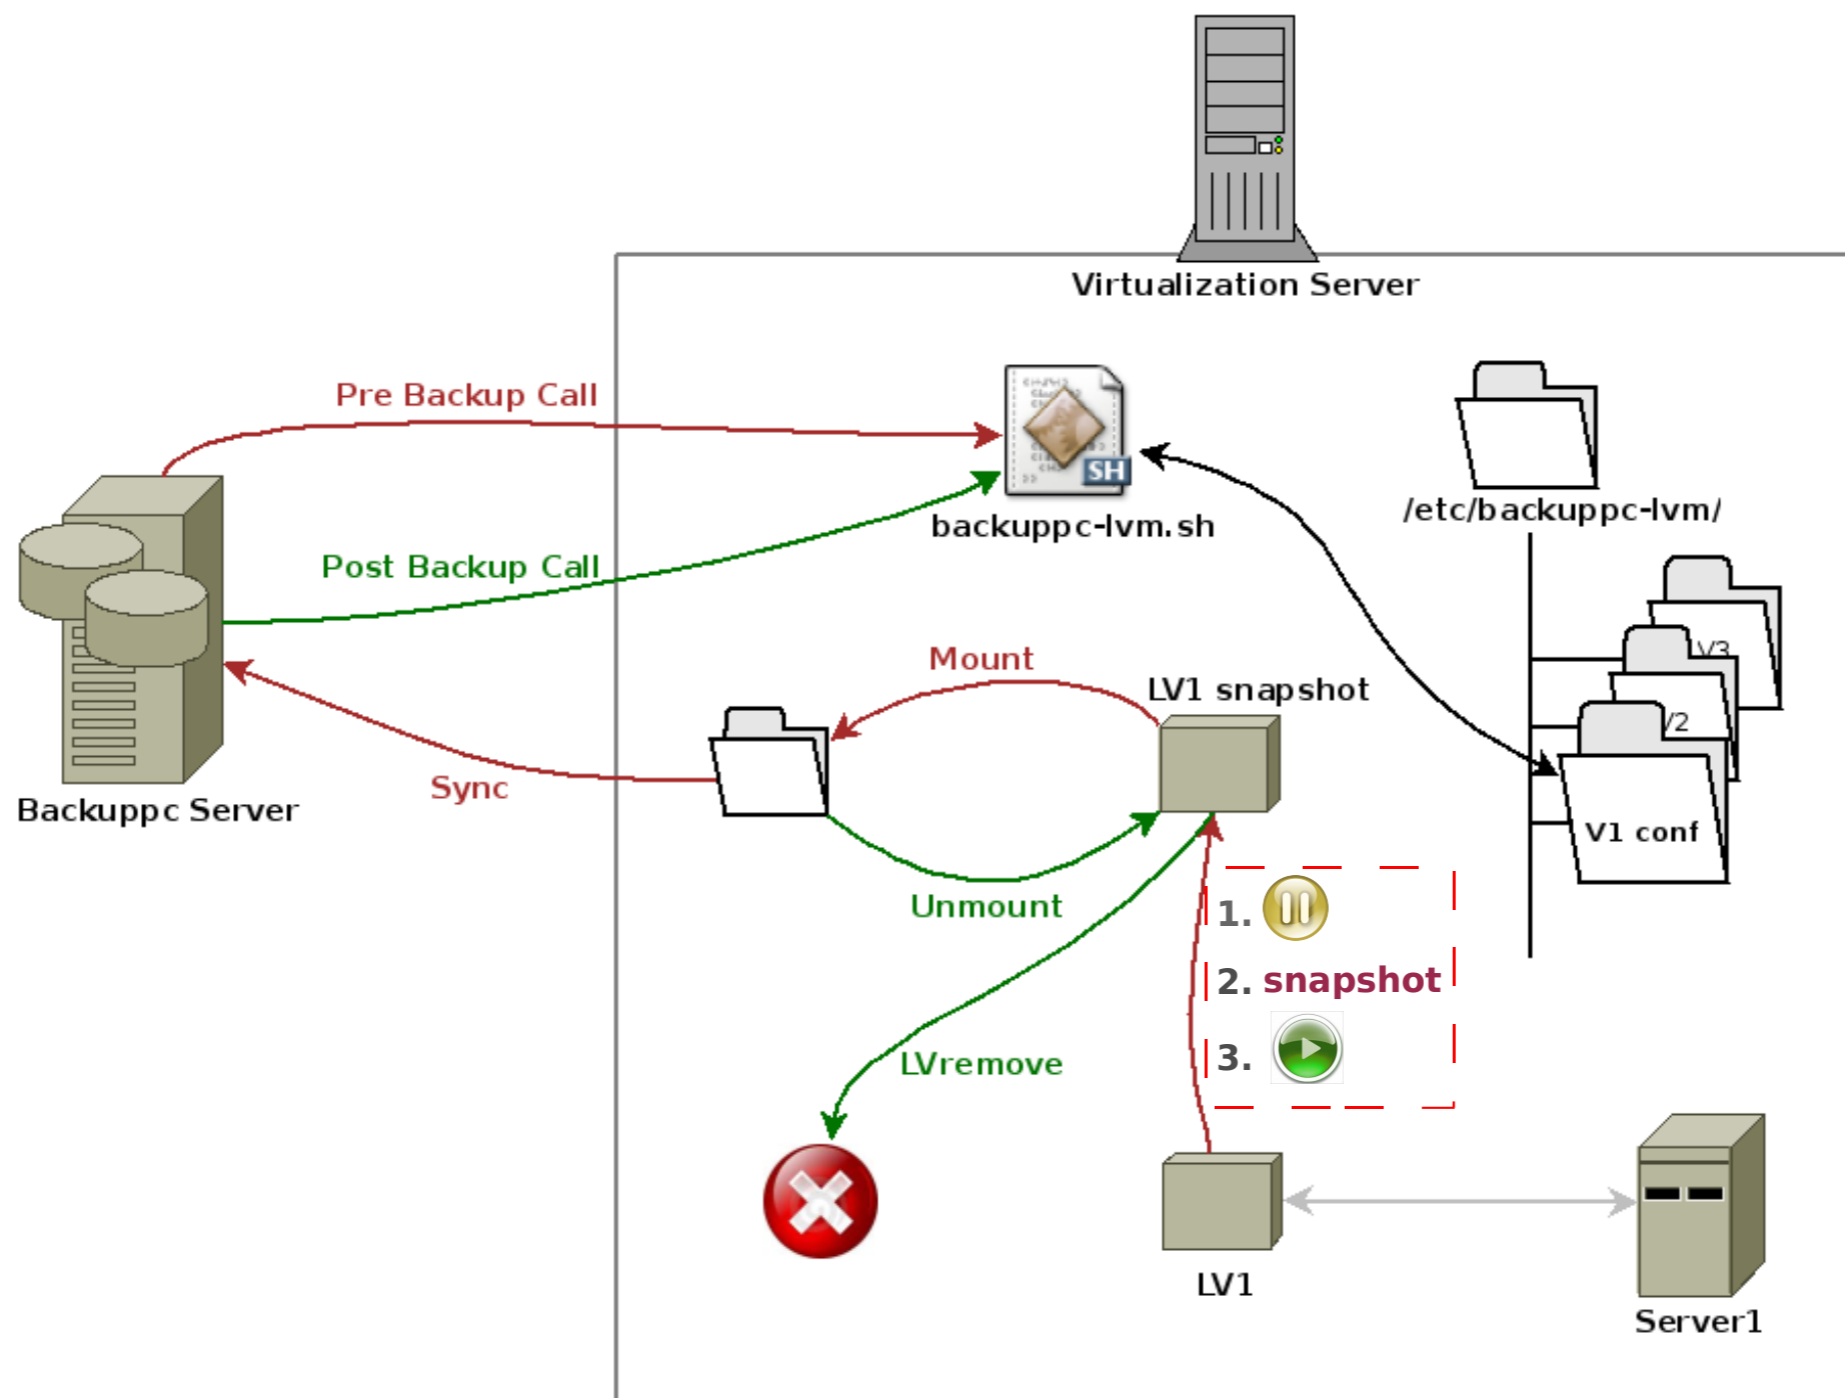 Virtualization Server
Pre Backup Call
SH
backuppc-lvm.sh
/etc/backuppc-lvm/
Post Backup Call
V3
Mount
LV1 snapshot
V2
Sync
Backuppc Server
V1 conf
Unmount
1.
2. snapshot
3.
LVremove
LV1
Server1